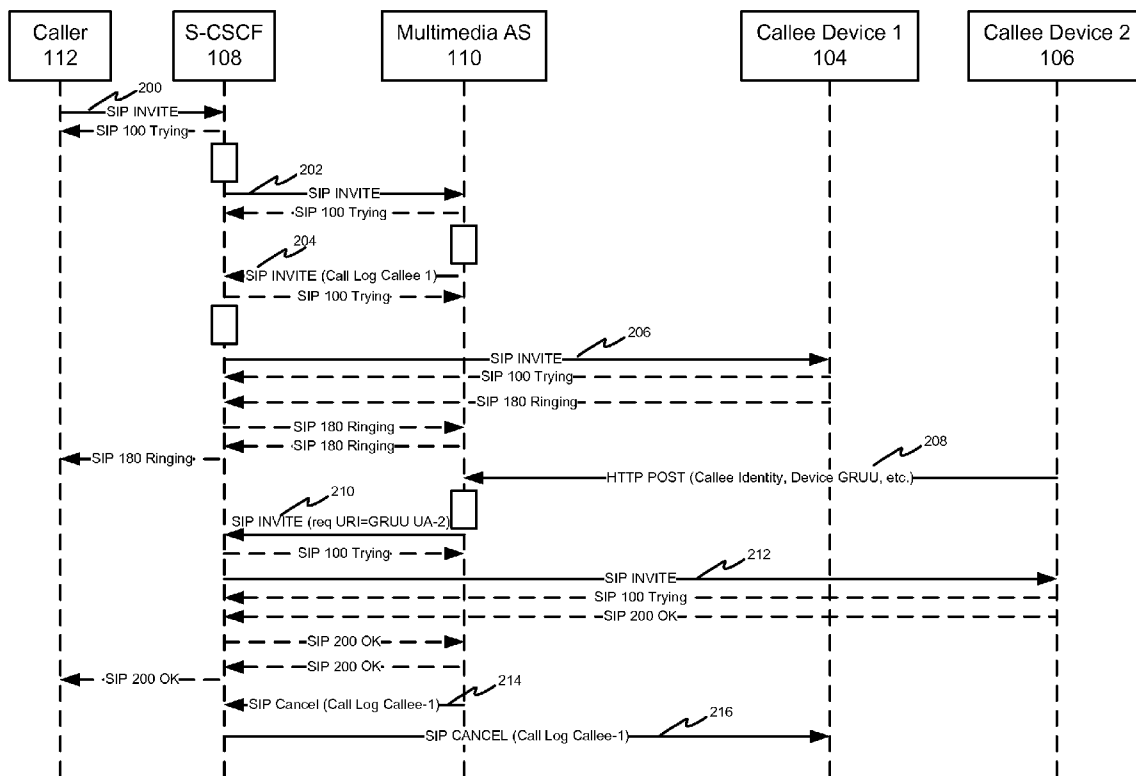 Caller
112
S-CSCF
108
Multimedia AS
110
Callee Device 1
104
Callee Device 2
106
200
SIP INVITE
SIP 100 Trying
202
SIP INVITE
SIP 100 Trying
204
SIP INVITE (Call Log Callee 1)
SIP 100 Trying
206
SIP INVITE
SIP 100 Trying
SIP 180 Ringing
SIP 180 Ringing
SIP 180 Ringing
SIP 180 Ringing
208
HTTP POST (Callee Identity, Device GRUU, etc.)
210
SIP INVITE (req URI=GRUU UA-2)
SIP 100 Trying
212
SIP INVITE
SIP 100 Trying
SIP 200 OK
SIP 200 OK
SIP 200 OK
SIP 200 OK
214
SIP Cancel (Call Log Callee-1)
216
SIP CANCEL (Call Log Callee-1)